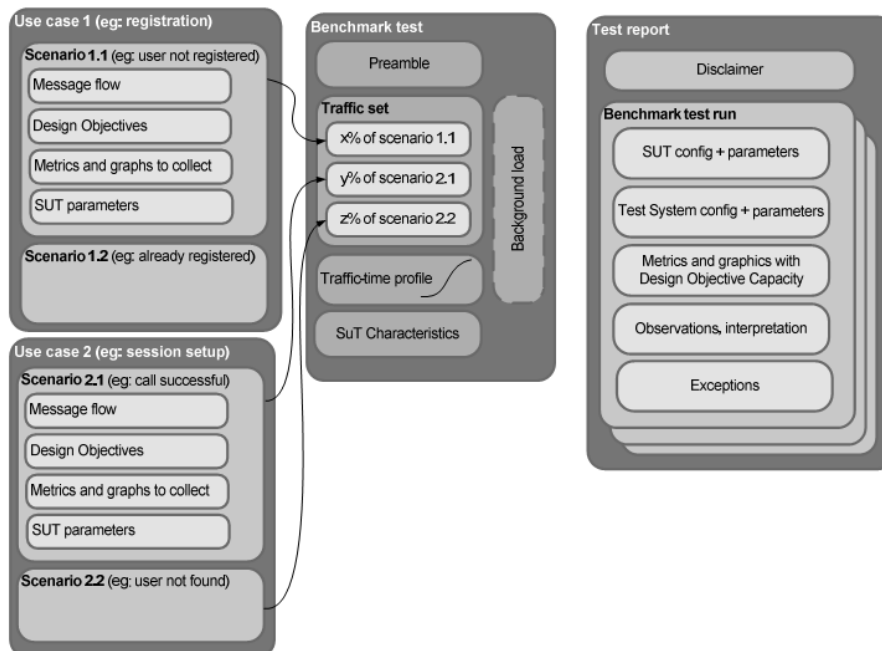 Use case 1 (eg: registration)
Scenario 1.1 (eg: user not registered)
Message flow
Design Objectives
Metrics and graphs to collect
SUT parameters
Scenario 1.2 (eg: already registered)
Use case 2 (eg: session setup)
Scenario 2.1 (eg: call successful)
Message flow
Design Objectives
Metrics and graphs to collect
SUT parameters
Scenario 2.2 (eg: user not found)
Benchmark test
Preamble
Traffic set
x% of scenario 1.1
y% of scenario 2.1
z% of scenario 2.2
Background load
Traffic-time profile
SuT Characteristics
Test report
Disclaimer
Benchmark test run
SUT config + parameters
Test System config + parameters
Metrics and graphics with
Design Objective Capacity
Observations, interpretation
Exceptions